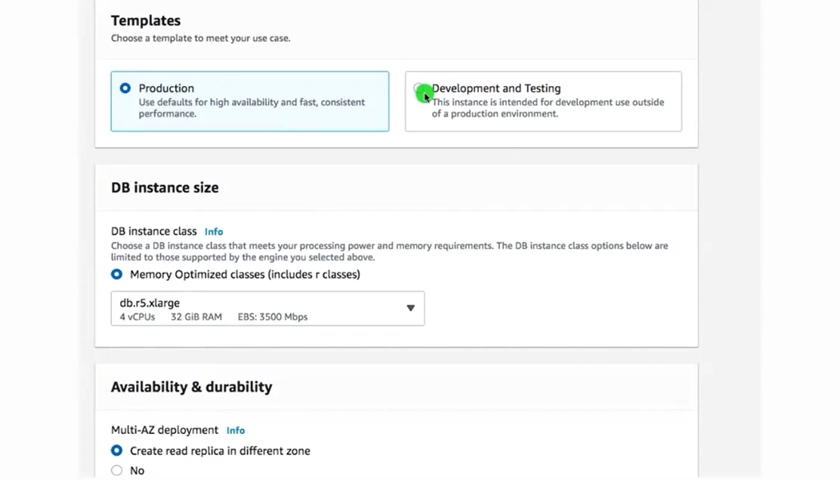 Templates
Choose a template to meet your use case.
Production
Use defaults for high availability and fast, consistent
performance.
Development and Testing
This instance is intended for development use outside
of a production environment.
DB instance size
DB instance class Info
Choose a DB instance class that meets your processing power and memory requirements. The DB instance class options below are
limited to those supported by the engine you selected above.
Memory Optimized classes (includes r classes)
db.r5.xlarge
4 vCPUs 32 GiB RAM EBS: 3500 Mbps
Availability & durability
Multi-AZ deployment Info
Create read replica in different zone
No